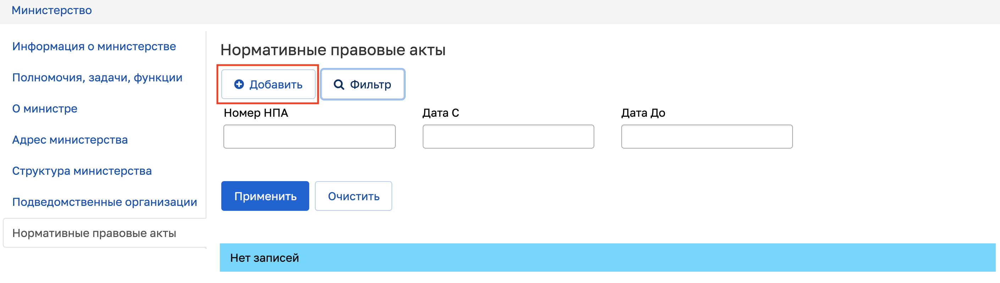 Министерство
Информация о министерстве
Полномочия, задачи, функции
О министре
Адрес министерства
Структура министерства
Подведомственные организации
Нормативные правовые акты
Нормативные правовые акты
Добавить Фильтр
Номер НПА Дата С Дата До
Применить Очистить
Нет записей